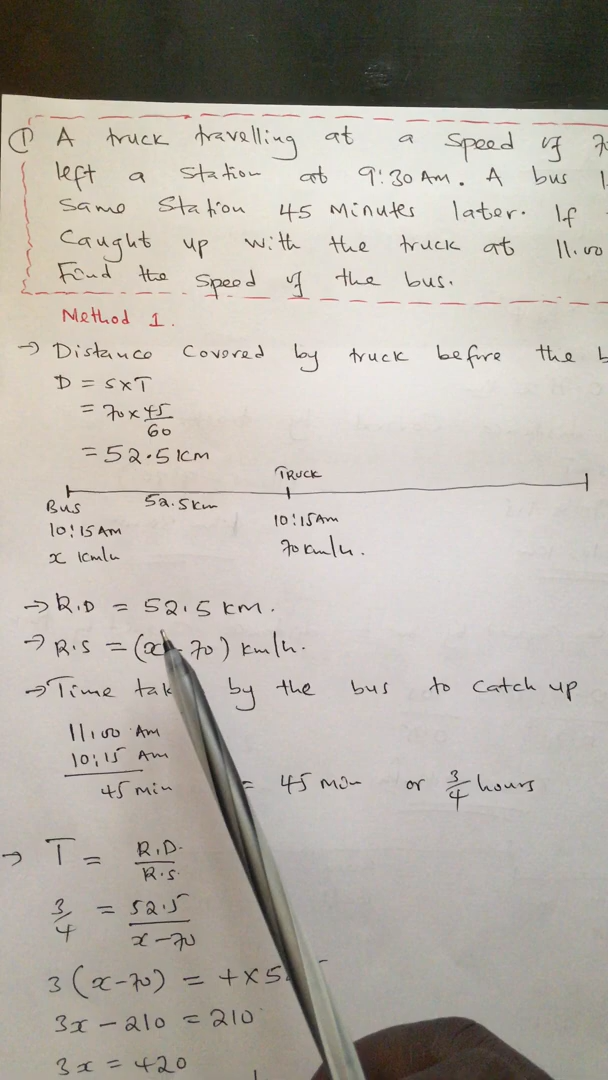 ① A truck travelling at a speed of 70
left a station at 9:30 AM. A bus l
same station 45 minutes later. If
caught up with the truck at 11.00
Find the speed of the bus.
Method 1.
→ Distance covered by truck before the b
D = S×T
= 70 × 45/60
= 52.5 km
TRUCK
52.5km
Bus
10:15 AM
x km/h
10:15 AM
70 km/h.
→ R.D = 52.5 km.
→ R.S = (x - 70) km/h.
→ Time by the bus to catch up
11.00 Am
10:15 Am
45 min = 45 min or 3/4 hours
→ T = R.D./R.S.
3/4 = 52.5/x-70
3(x-70) = 4×5
3x - 210 = 210
3x = 420